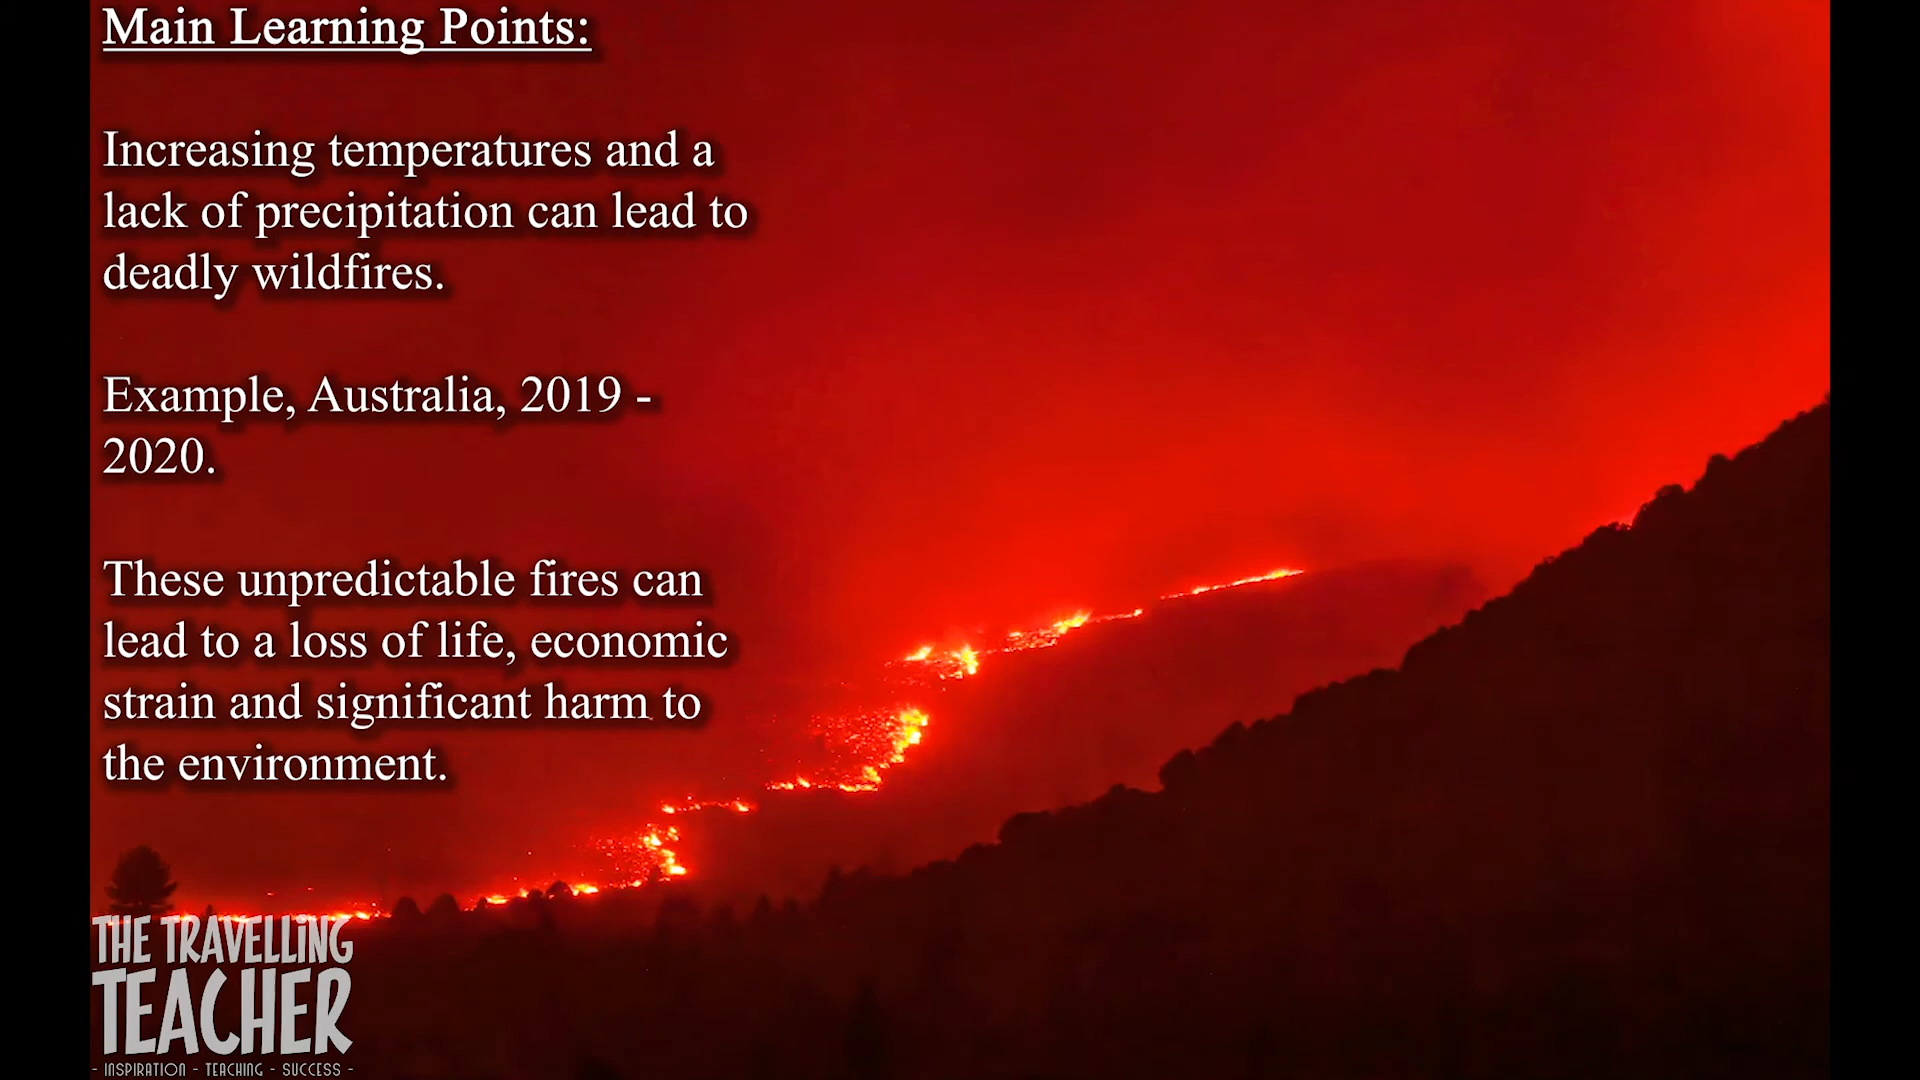 Main Learning Points:
Increasing temperatures and a
lack of precipitation can lead to
deadly wildfires.
Example, Australia, 2019 -
2020.
These unpredictable fires can
lead to a loss of life, economic
strain and significant harm to
the environment.
THE TRAVELLiNG
TEACHER
- INSPIRATION - TEACHING - SUCCESS -